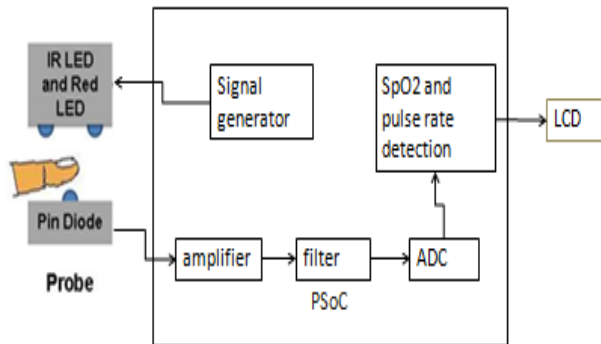 IR LED
and Red
LED
Pin Diode
Probe
Signal
generator
SpO2 and
pulse rate
detection
LCD
amplifier
filter
ADC
PSoC